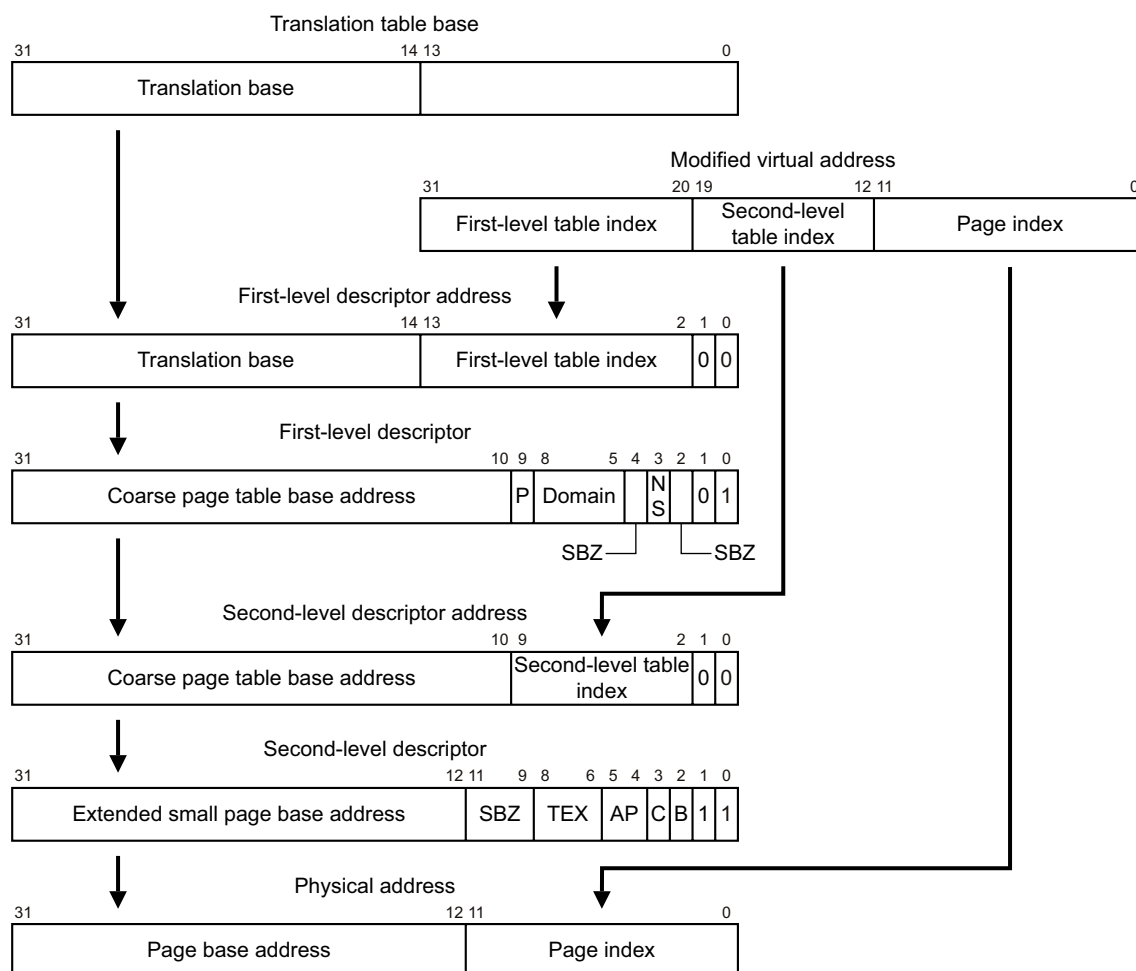 Translation table base
31 14 13 0
Translation base
Modified virtual address
31 20 19 12 11 0
First-level table index Second-level table index Page index
First-level descriptor address
31 14 13 2 1 0
Translation base First-level table index 0 0
First-level descriptor
31 10 9 8 5 4 3 2 1 0
Coarse page table base address P Domain N S 0 1
SBZ SBZ
Second-level descriptor address
31 10 9 2 1 0
Coarse page table base address Second-level table index 0 0
Second-level descriptor
31 12 11 9 8 6 5 4 3 2 1 0
Extended small page base address SBZ TEX AP C B 1 1
Physical address
31 12 11 0
Page base address Page index